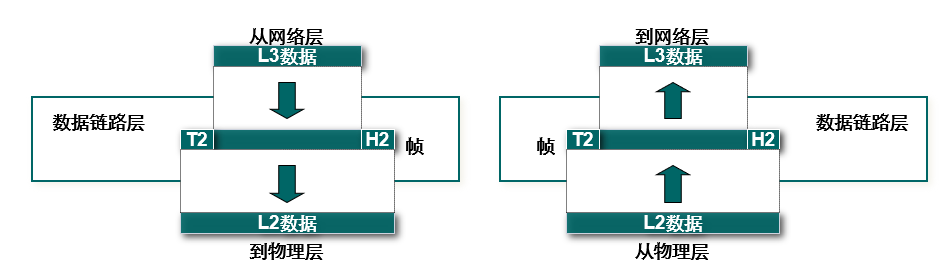 从网络层
L3数据
数据链路层
T2
H2
帧
L2数据
到物理层
到网络层
L3数据
数据链路层
帧
T2
H2
L2数据
从物理层